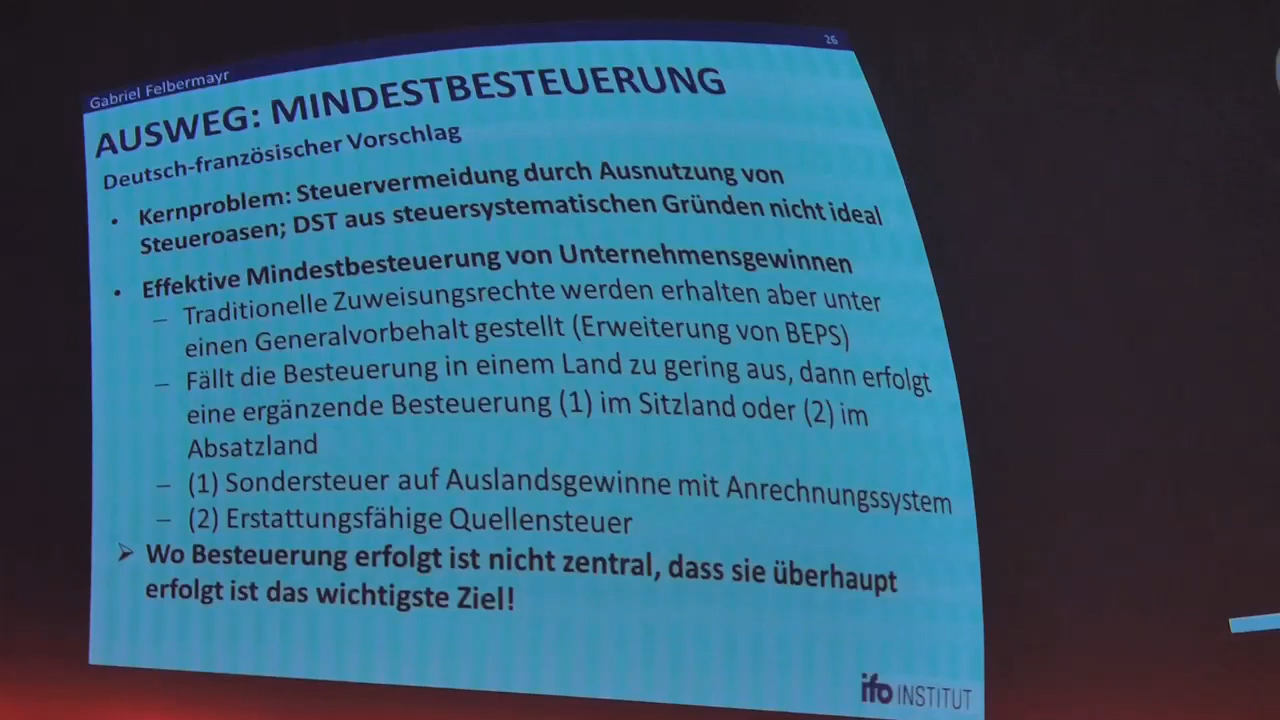 26
Gabriel Felbermayr
AUSWEG: MINDESTBESTEUERUNG
Deutsch-französischer Vorschlag
• Kernproblem: Steuervermeidung durch Ausnutzung von
Steueroasen; DST aus steuersystematischen Gründen nicht ideal
• Effektive Mindestbesteuerung von Unternehmensgewinnen
– Traditionelle Zuweisungsrechte werden erhalten aber unter
einen Generalvorbehalt gestellt (Erweiterung von BEPS)
– Fällt die Besteuerung in einem Land zu gering aus, dann erfolgt
eine ergänzende Besteuerung (1) im Sitzland oder (2) im
Absatzland
– (1) Sondersteuer auf Auslandsgewinne mit Anrechnungssystem
– (2) Erstattungsfähige Quellensteuer
➢ Wo Besteuerung erfolgt ist nicht zentral, dass sie überhaupt
erfolgt ist das wichtigste Ziel!
ifo INSTITUT